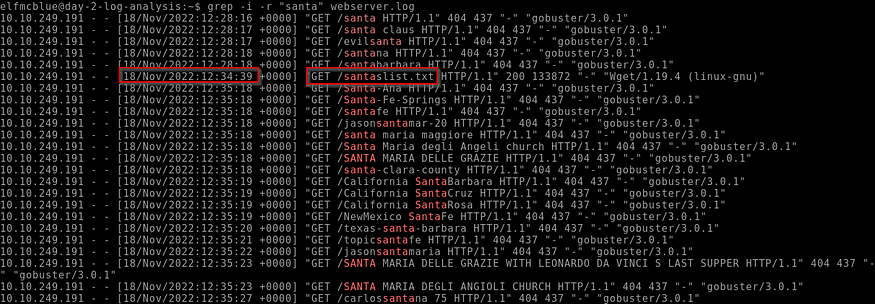 elfmcblue@day-2-log-analysis:~$ grep -i -r "santa" webserver.log
10.10.249.191 - - [18/Nov/2022:12:28:16 +0000] "GET /santa HTTP/1.1" 404 437 "-" "gobuster/3.0.1"
10.10.249.191 - - [18/Nov/2022:12:28:17 +0000] "GET /santa claus HTTP/1.1" 404 437 "-" "gobuster/3.0.1"
10.10.249.191 - - [18/Nov/2022:12:28:17 +0000] "GET /evilsanta HTTP/1.1" 404 437 "-" "gobuster/3.0.1"
10.10.249.191 - - [18/Nov/2022:12:28:18 +0000] "GET /santana HTTP/1.1" 404 437 "-" "gobuster/3.0.1"
10.10.249.191 - - [18/Nov/2022:12:28:18 +0000] "GET /santabarbara HTTP/1.1" 404 437 "-" "gobuster/3.0.1"
10.10.249.191 - - [18/Nov/2022:12:34:39 +0000] "GET /santaslist.txt HTTP/1.1" 200 133872 "-" "Wget/1.19.4 (linux-gnu)"
10.10.249.191 - - [18/Nov/2022:12:35:18 +0000] "GET /Santa-Ana HTTP/1.1" 404 437 "-" "gobuster/3.0.1"
10.10.249.191 - - [18/Nov/2022:12:35:18 +0000] "GET /Santa-Fe-Springs HTTP/1.1" 404 437 "-" "gobuster/3.0.1"
10.10.249.191 - - [18/Nov/2022:12:35:18 +0000] "GET /santafe HTTP/1.1" 404 437 "-" "gobuster/3.0.1"
10.10.249.191 - - [18/Nov/2022:12:35:18 +0000] "GET /jasonsantamar-20 HTTP/1.1" 404 437 "-" "gobuster/3.0.1"
10.10.249.191 - - [18/Nov/2022:12:35:18 +0000] "GET /santa maria maggiore HTTP/1.1" 404 437 "-" "gobuster/3.0.1"
10.10.249.191 - - [18/Nov/2022:12:35:18 +0000] "GET /Santa Maria degli Angeli church HTTP/1.1" 404 437 "-" "gobuster/3.0.1"
10.10.249.191 - - [18/Nov/2022:12:35:18 +0000] "GET /SANTA MARIA DELLE GRAZIE HTTP/1.1" 404 437 "-" "gobuster/3.0.1"
10.10.249.191 - - [18/Nov/2022:12:35:18 +0000] "GET /santa-clara-county HTTP/1.1" 404 437 "-" "gobuster/3.0.1"
10.10.249.191 - - [18/Nov/2022:12:35:19 +0000] "GET /California SantaBarbara HTTP/1.1" 404 437 "-" "gobuster/3.0.1"
10.10.249.191 - - [18/Nov/2022:12:35:19 +0000] "GET /California SantaCruz HTTP/1.1" 404 437 "-" "gobuster/3.0.1"
10.10.249.191 - - [18/Nov/2022:12:35:19 +0000] "GET /California SantaRosa HTTP/1.1" 404 437 "-" "gobuster/3.0.1"
10.10.249.191 - - [18/Nov/2022:12:35:19 +0000] "GET /NewMexico SantaFe HTTP/1.1" 404 437 "-" "gobuster/3.0.1"
10.10.249.191 - - [18/Nov/2022:12:35:20 +0000] "GET /texas-santa-barbara HTTP/1.1" 404 437 "-" "gobuster/3.0.1"
10.10.249.191 - - [18/Nov/2022:12:35:21 +0000] "GET /topicsantafe HTTP/1.1" 404 437 "-" "gobuster/3.0.1"
10.10.249.191 - - [18/Nov/2022:12:35:22 +0000] "GET /jasonsantamaria HTTP/1.1" 404 437 "-" "gobuster/3.0.1"
10.10.249.191 - - [18/Nov/2022:12:35:23 +0000] "GET /SANTA MARIA DELLE GRAZIE WITH LEONARDO DA VINCI S LAST SUPPER HTTP/1.1" 404 437 "-
" "gobuster/3.0.1"
10.10.249.191 - - [18/Nov/2022:12:35:23 +0000] "GET /SANTA MARIA DEGLI ANGIOLI CHURCH HTTP/1.1" 404 437 "-" "gobuster/3.0.1"
10.10.249.191 - - [18/Nov/2022:12:35:27 +0000] "GET /carlossantana 75 HTTP/1.1" 404 437 "-" "gobuster/3.0.1"